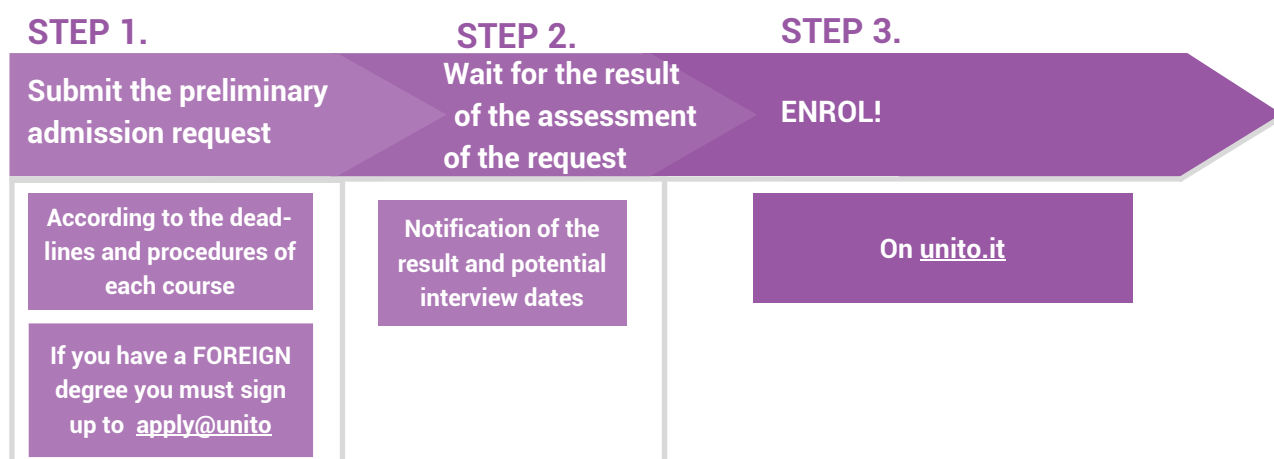 STEP 1.
Submit the preliminary
admission request
According to the dead-
lines and procedures of
each course
If you have a FOREIGN
degree you must sign
up to apply@unito
STEP 2.
Wait for the result
of the assessment
of the request
Notification of the
result and potential
interview dates
STEP 3.
ENROL!
On unito.it